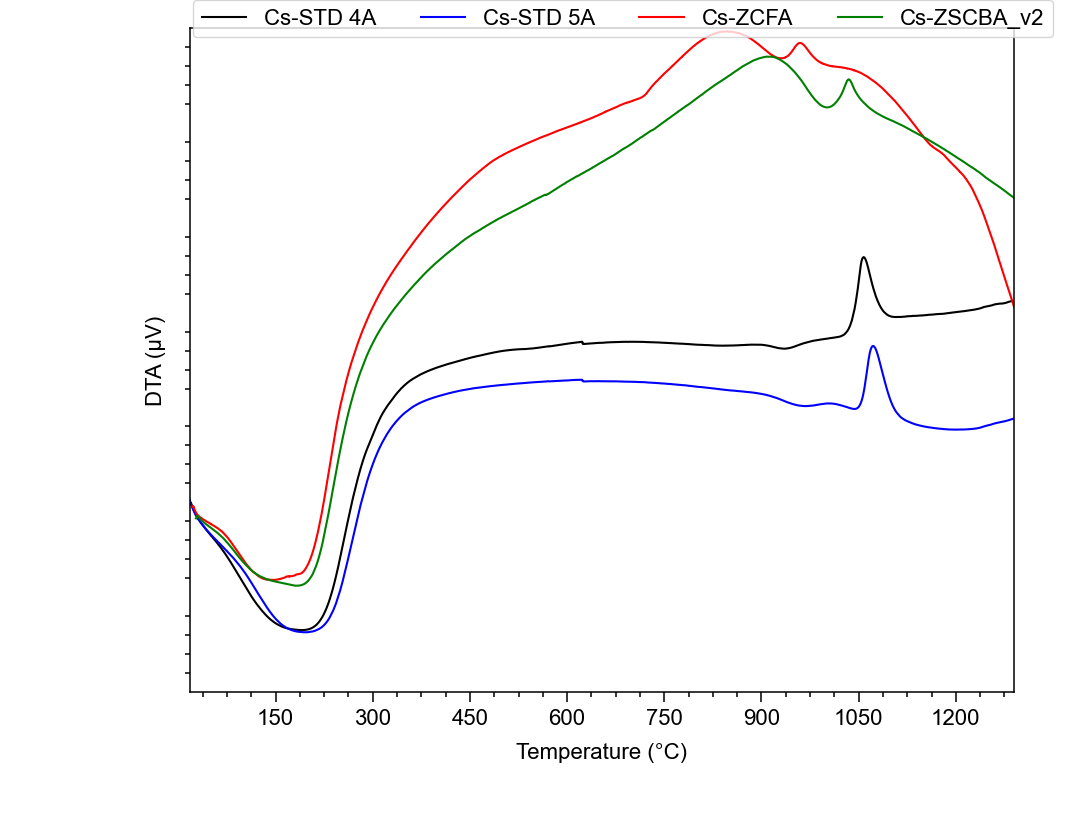 Cs-STD 4A Cs-STD 5A Cs-ZCFA Cs-ZSCBA_v2
DTA (µV)
150 300 450 600 750 900 1050 1200
Temperature (°C)